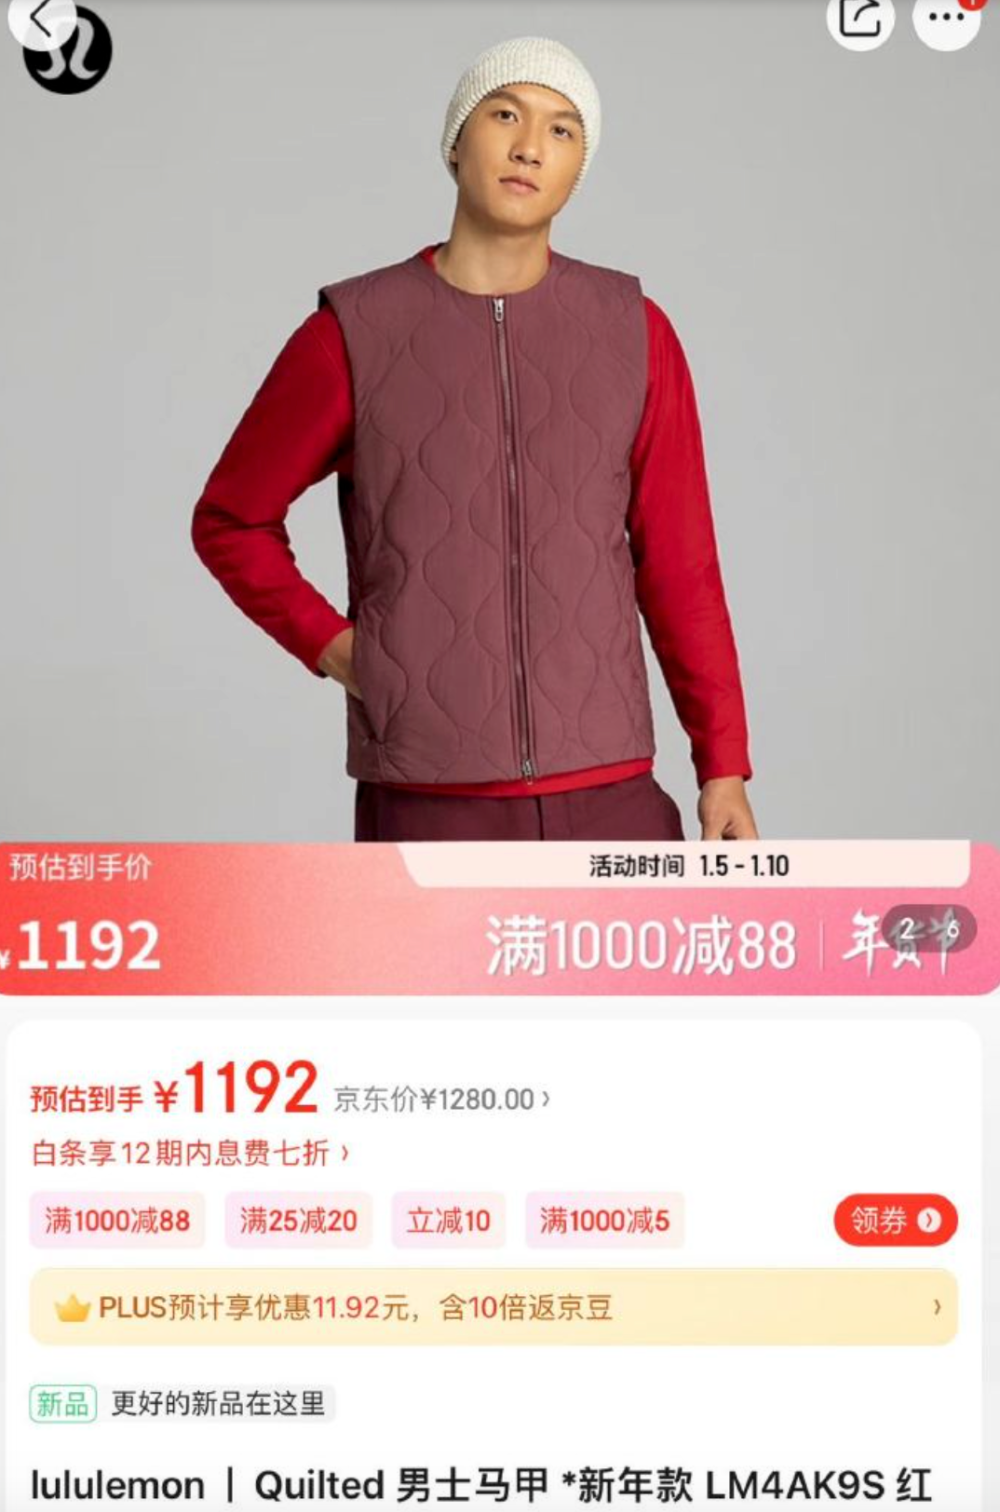 预估到手价
活动时间 1.5 - 1.10
¥1192
满1000减88
年货节
2
6
预估到手 ¥1192 京东价¥1280.00 ›
白条享12期内息费七折 ›
满1000减88 满25减20 立减10 满1000减5 领券
PLUS预计享优惠11.92元，含10倍返京豆 ›
新品 更好的新品在这里
lululemon | Quilted 男士马甲 *新年款 LM4AK9S 红